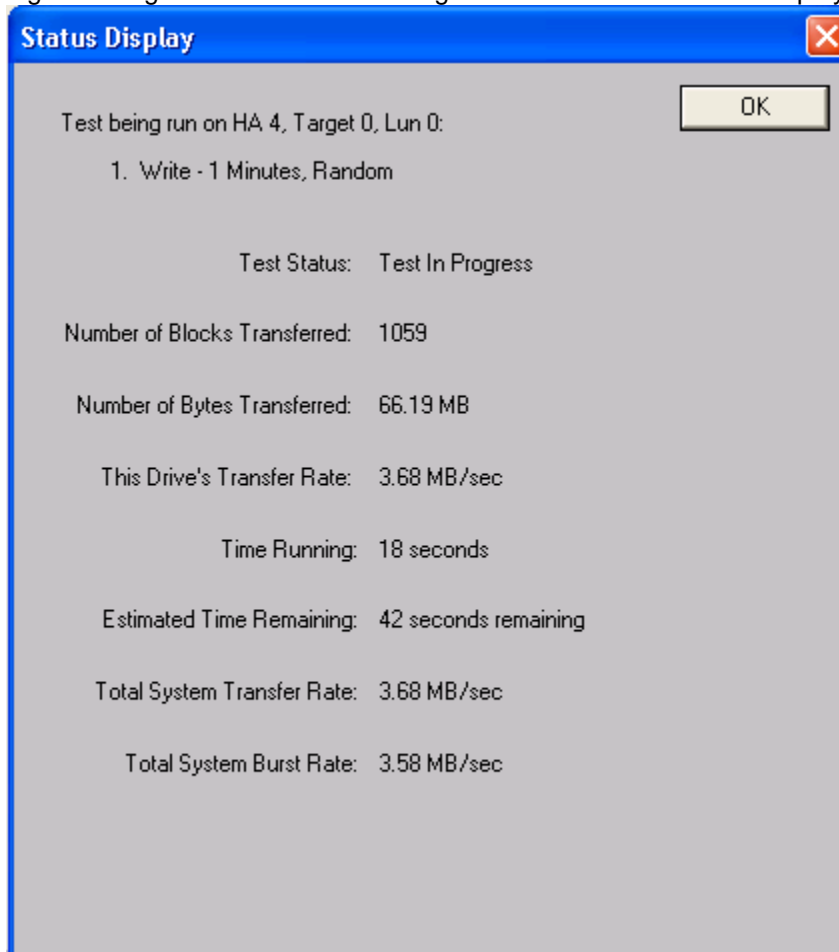 Status Display
OK
Test being run on HA 4, Target 0, Lun 0:
1. Write - 1 Minutes, Random
Test Status: Test In Progress
Number of Blocks Transferred: 1059
Number of Bytes Transferred: 66.19 MB
This Drive's Transfer Rate: 3.68 MB/sec
Time Running: 18 seconds
Estimated Time Remaining: 42 seconds remaining
Total System Transfer Rate: 3.68 MB/sec
Total System Burst Rate: 3.58 MB/sec